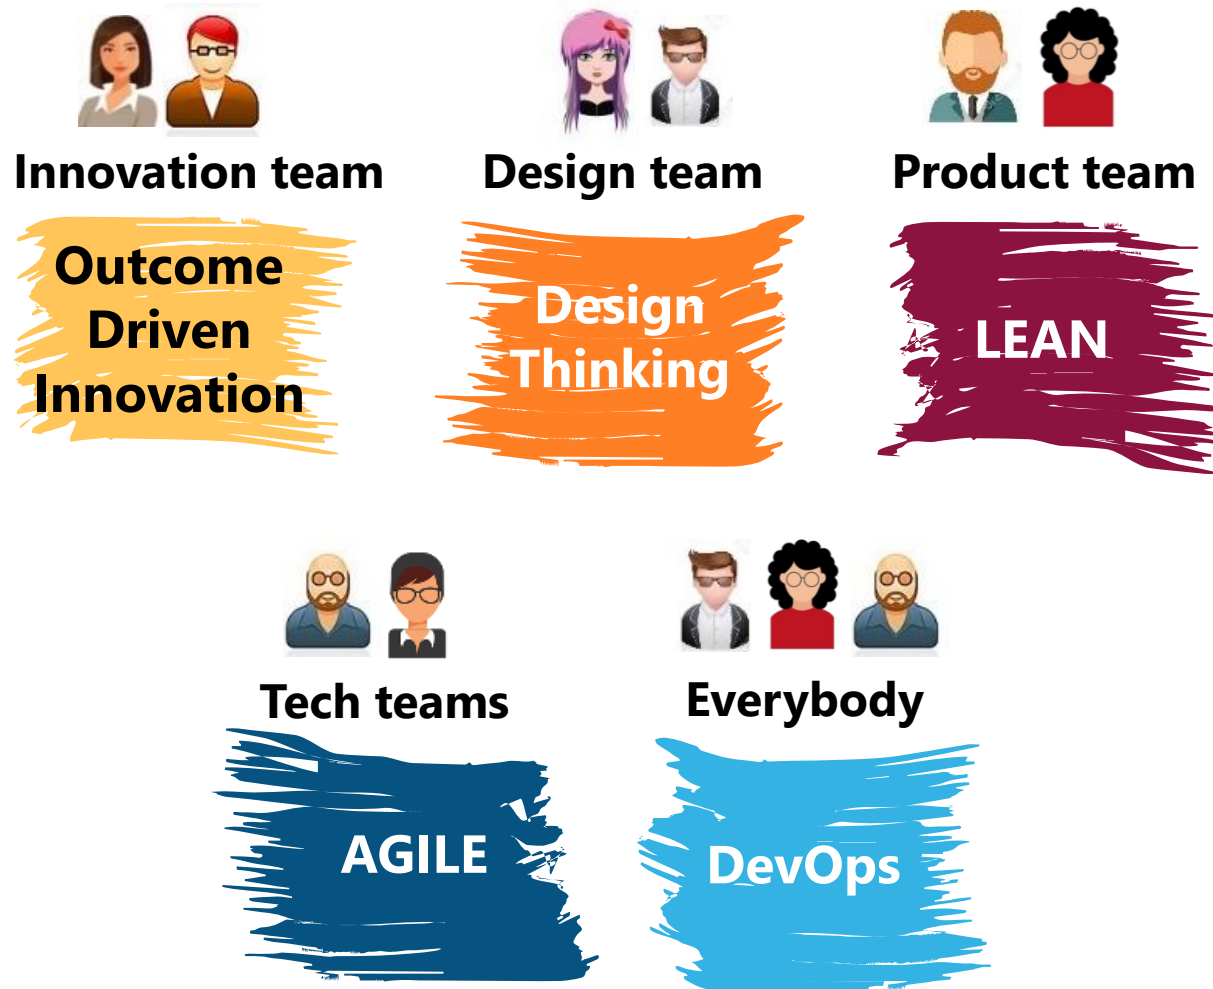 Innovation team
Design team
Product team
Outcome
Driven
Innovation
Design
Thinking
LEAN
Tech teams
Everybody
AGILE
DevOps